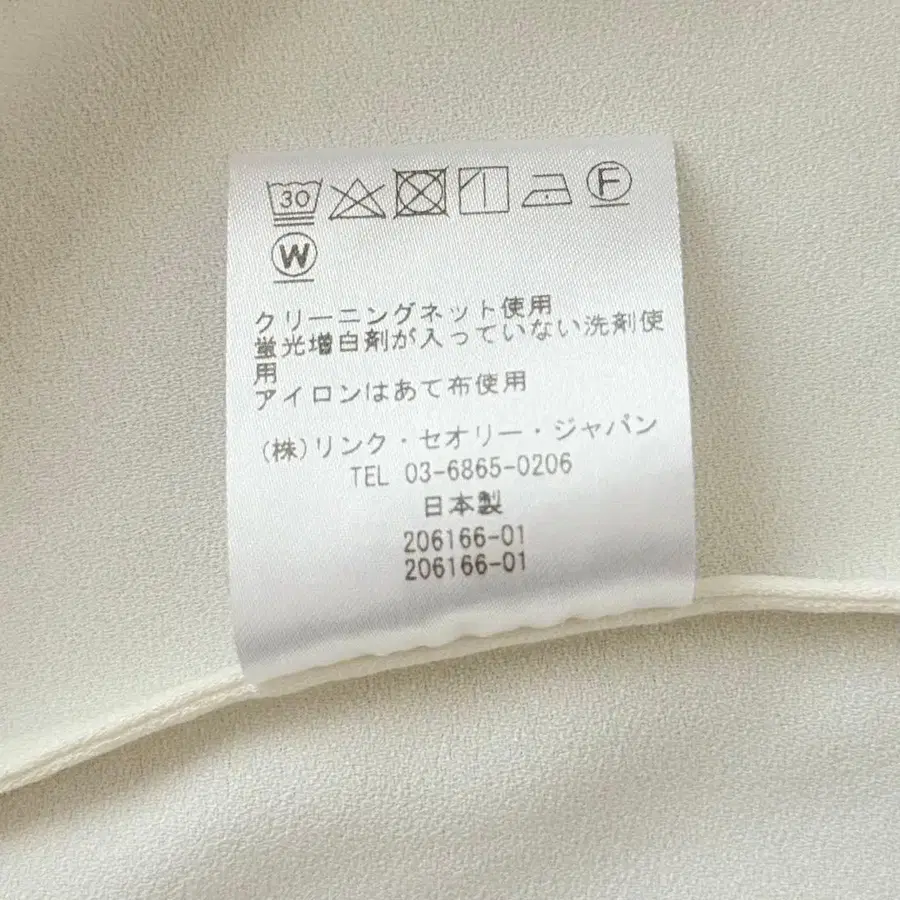 30 F
W
クリーニングネット使用
蛍光増白剤が入っていない洗剤使
用
アイロンはあて布使用
(株)リンク・セオリー・ジャパン
TEL 03-6865-0206
日本製
206166-01
206166-01